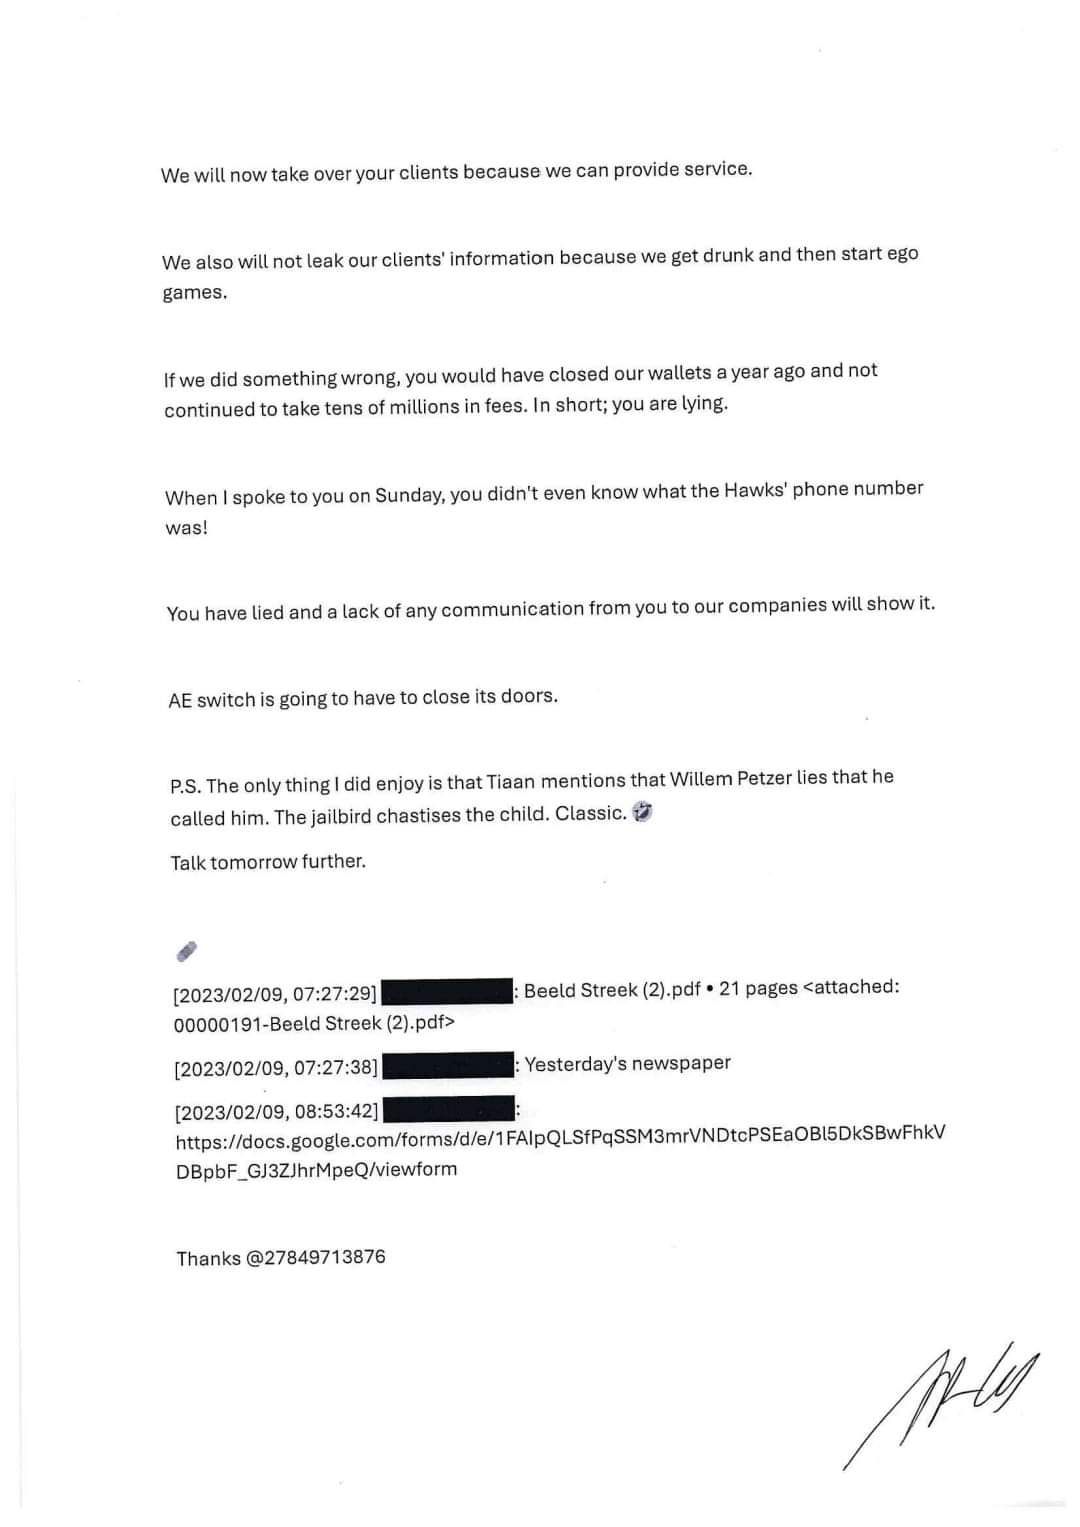 We will now take over your clients because we can provide service.
We also will not leak our clients' information because we get drunk and then start ego
games.
If we did something wrong, you would have closed our wallets a year ago and not
continued to take tens of millions in fees. In short; you are lying.
When I spoke to you on Sunday, you didn't even know what the Hawks' phone number
was!
You have lied and a lack of any communication from you to our companies will show it.
AE switch is going to have to close its doors.
P.S. The only thing I did enjoy is that Tiaan mentions that Willem Petzer lies that he
called him. The jailbird chastises the child. Classic. 🤣
Talk tomorrow further.
[2023/02/09, 07:27:29] : Beeld Streek (2).pdf • 21 pages <attached:
00000191-Beeld Streek (2).pdf>
[2023/02/09, 07:27:38] : Yesterday's newspaper
[2023/02/09, 08:53:42] :
https://docs.google.com/forms/d/e/1FAIpQLSfPqSSM3mrVNDtcPSEaOBl5DkSBwFhkV
DBpbF_GJ3ZJhrMpeQ/viewform
Thanks @27849713876